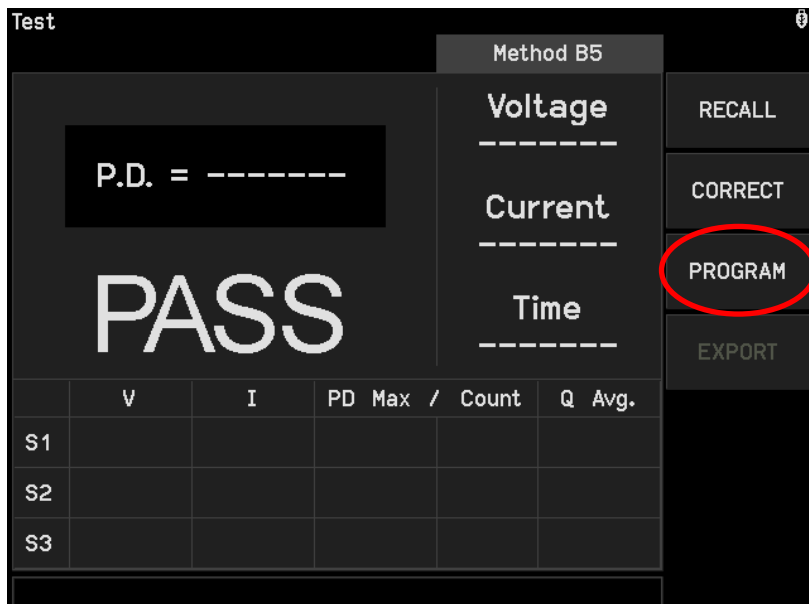 Test
Method B5
Voltage
-------
P.D. = -------
Current
-------
PASS
Time
-------
RECALL
CORRECT
PROGRAM
EXPORT
V I PD Max / Count Q Avg.
S1
S2
S3